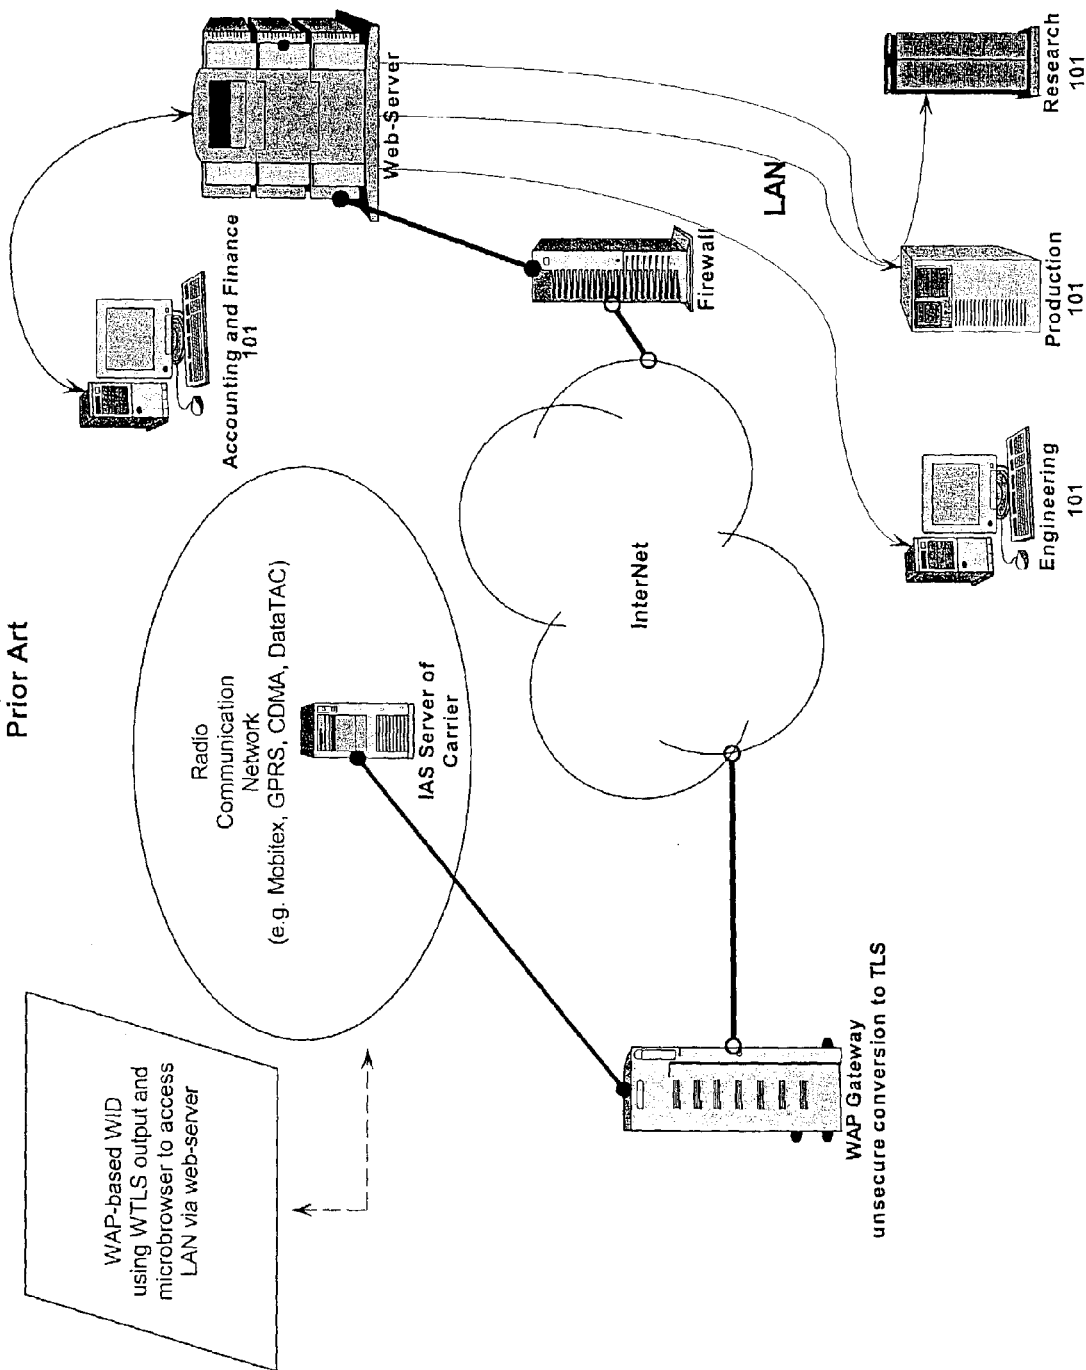 Prior Art
WAP-based WID
using WTLS output and
microbrowser to access
LAN via web-server
Radio
Communication
Network
(e.g. Mobitex, GPRS, CDMA, DataTAC)
IAS Server of
Carrier
Accounting and Finance
101
Web-Server
WAP Gateway
unsecure conversion to TLS
InterNet
Firewall
LAN
Engineering
101
Production
101
Research
101